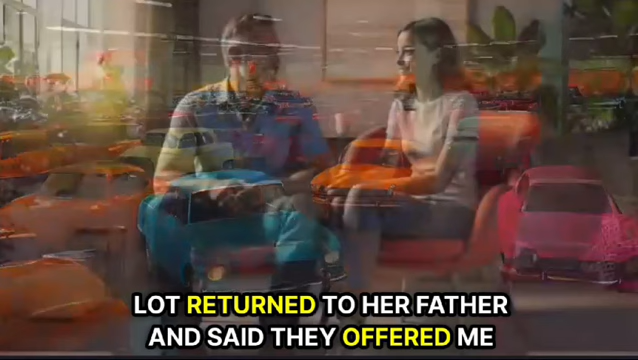 LOT RETURNED TO HER FATHER
AND SAID THEY OFFERED ME